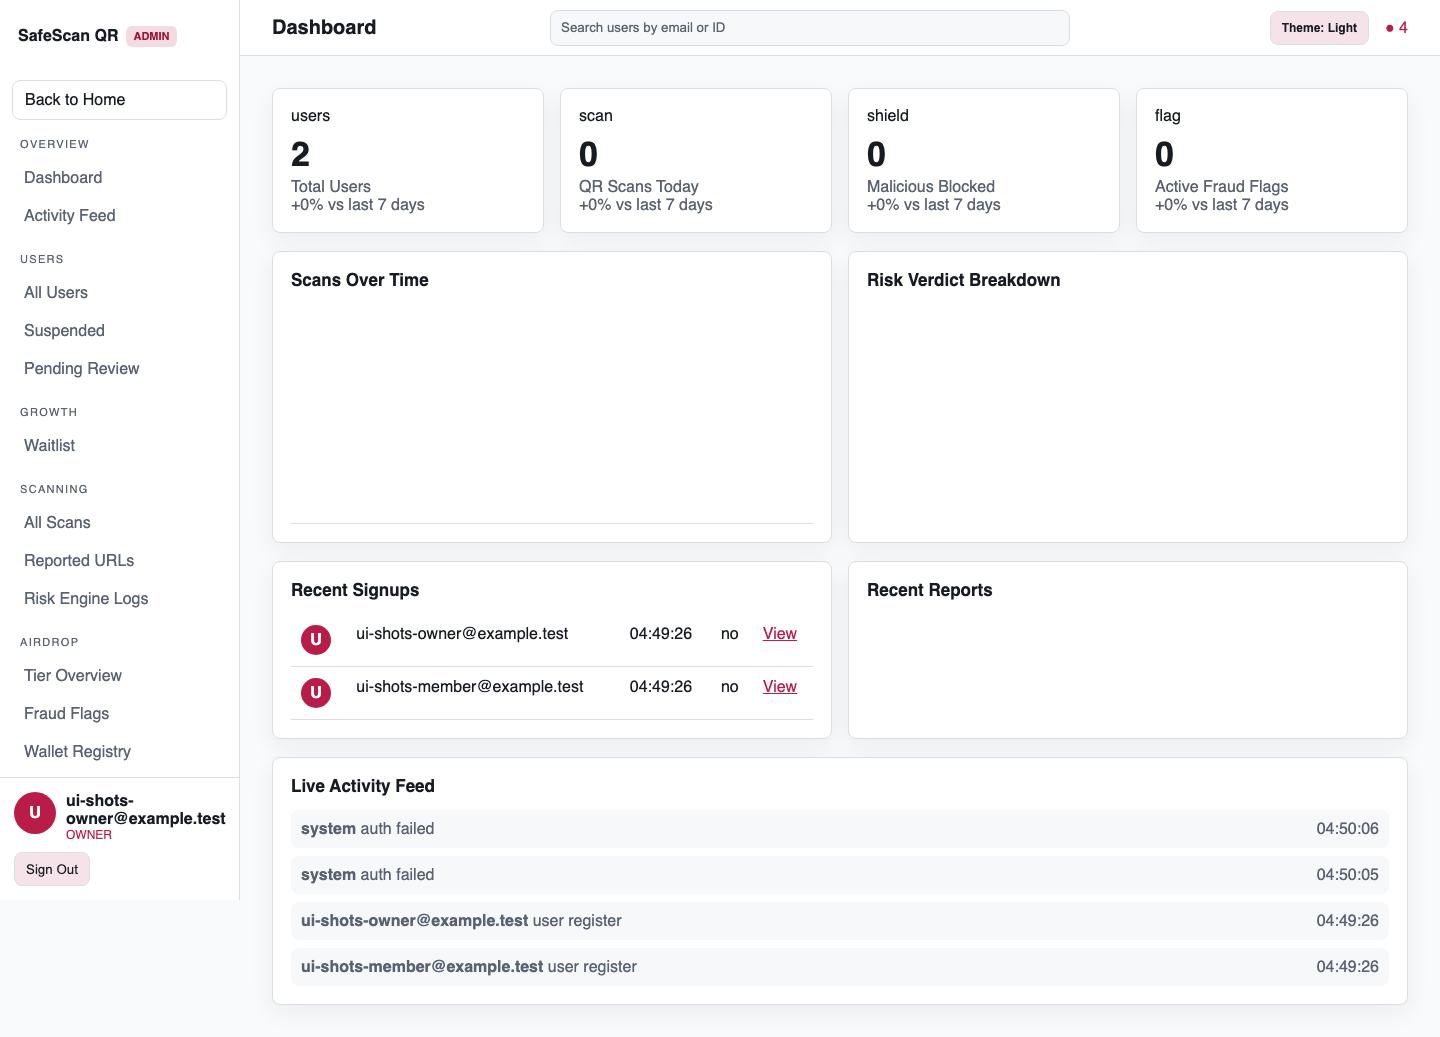 SafeScan QR ADMIN
Back to Home
OVERVIEW
Dashboard
Activity Feed
USERS
All Users
Suspended
Pending Review
GROWTH
Waitlist
SCANNING
All Scans
Reported URLs
Risk Engine Logs
AIRDROP
Tier Overview
Fraud Flags
Wallet Registry
U
ui-shots-
owner@example.test
OWNER
Sign Out
Dashboard
Search users by email or ID
Theme: Light
● 4
users
2
Total Users
+0% vs last 7 days
scan
0
QR Scans Today
+0% vs last 7 days
shield
0
Malicious Blocked
+0% vs last 7 days
flag
0
Active Fraud Flags
+0% vs last 7 days
Scans Over Time
Risk Verdict Breakdown
Recent Signups
U ui-shots-owner@example.test 04:49:26 no View
U ui-shots-member@example.test 04:49:26 no View
Recent Reports
Live Activity Feed
system auth failed 04:50:06
system auth failed 04:50:05
ui-shots-owner@example.test user register 04:49:26
ui-shots-member@example.test user register 04:49:26